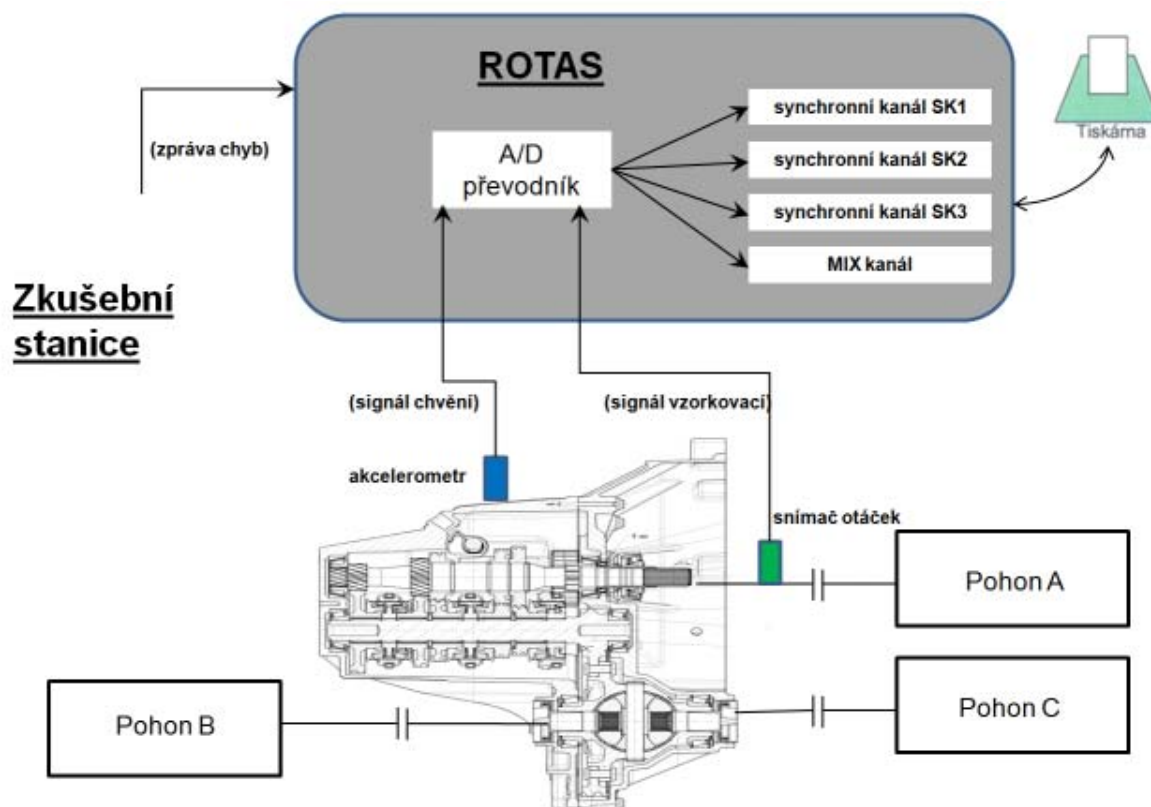 ROTAS
(zpráva chyb)
A/D
převodník
synchronní kanál SK1
synchronní kanál SK2
synchronní kanál SK3
MIX kanál
Tiskárna
Zkušební
stanice
(signál chvění)
(signál vzorkovací)
akcelerometr
snímač otáček
Pohon A
Pohon B
Pohon C